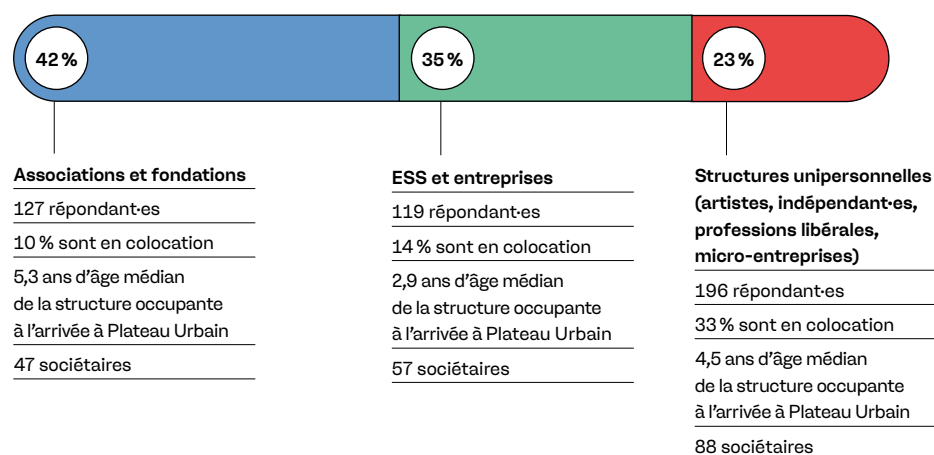 42 %
35 %
23 %
Associations et fondations
127 répondant·es
10 % sont en colocation
5,3 ans d’âge médian
de la structure occupante
à l’arrivée à Plateau Urbain
47 sociétaires
ESS et entreprises
119 répondant·es
14 % sont en colocation
2,9 ans d’âge médian
de la structure occupante
à l’arrivée à Plateau Urbain
57 sociétaires
Structures unipersonnelles
(artistes, indépendant·es,
professions libérales,
micro-entreprises)
196 répondant·es
33 % sont en colocation
4,5 ans d’âge médian
de la structure occupante
à l’arrivée à Plateau Urbain
88 sociétaires